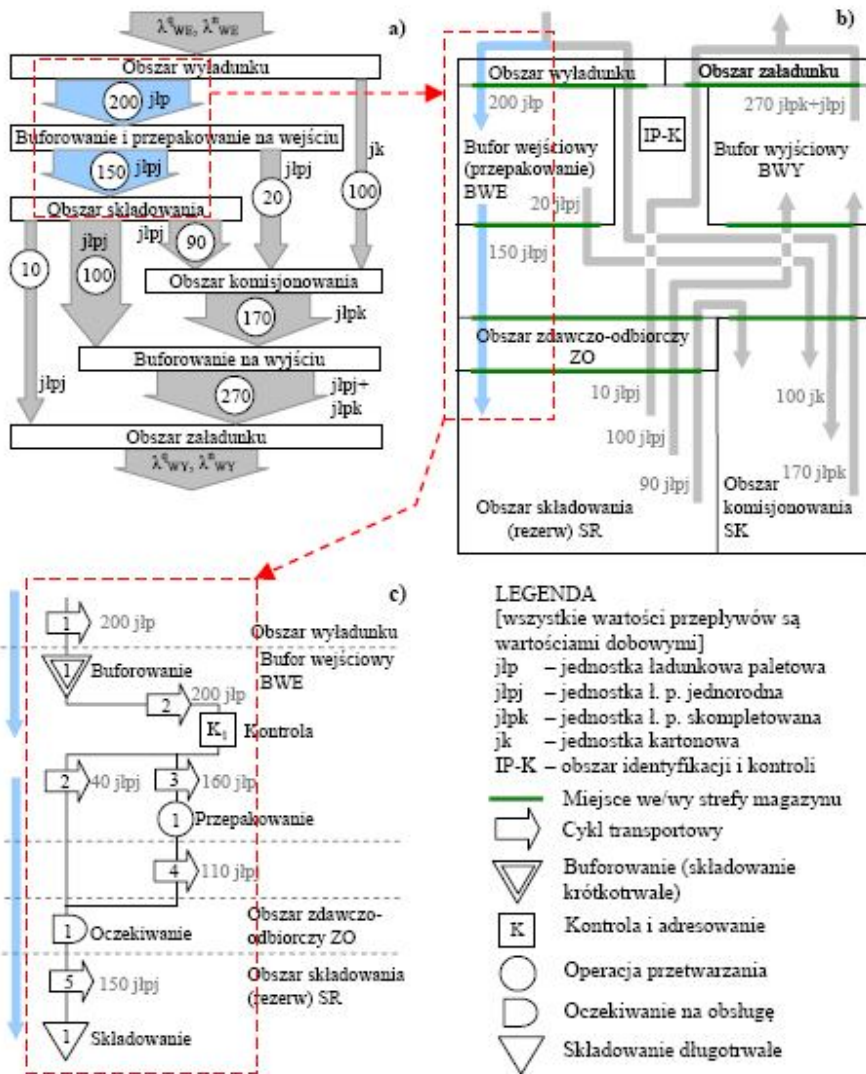 λqWE, λnWE
a)
Obszar wyładunku
200 jłp
Buforowanie i przepakowanie na wejściu
150 jłpj
jłpj
20
jk
100
Obszar składowania
10
jłpj
100
jłpj
90
Obszar komisjonowania
170 jłpk
Buforowanie na wyjściu
jłpj
270
jłpj+
jłpk
Obszar załadunku
λqWY, λnWY
b)
Obszar wyładunku
Obszar załadunku
200 jłp
270 jłpk+jłpj
IP-K
Bufor wejściowy
(przepakowanie)
BWE
Bufor wyjściowy
BWY
20 jłpj
150 jłpj
Obszar zdawczo-odbiorczy
ZO
10 jłpj
100 jk
100 jłpj
90 jłpj
170 jłpk
Obszar składowania
(rezerw) SR
Obszar
komisjonowania
SK
c)
1 200 jłp
Obszar wyładunku
1 Buforowanie
Bufor wejściowy
BWE
2 200 jłp
K1 Kontrola
2 40 jłpj
3 160 jłp
1 Przepakowanie
4 110 jłpj
1 Oczekiwanie
Obszar zdawczo-
odbiorczy ZO
5 150 jłpj
Obszar składowania
(rezerw) SR
1 Składowanie
LEGENDA
[wszystkie wartości przepływów są
wartościami dobowymi]
jłp – jednostka ładunkowa paletowa
jłpj – jednostka ł. p. jednorodna
jłpk – jednostka ł. p. skompletowana
jk – jednostka kartonowa
IP-K – obszar identyfikacji i kontroli
Miejsce we/wy strefy magazynu
Cykl transportowy
Buforowanie (składowanie
krótkotrwałe)
K Kontrola i adresowanie
Operacja przetwarzania
Oczekiwanie na obsługę
Składowanie długotrwałe